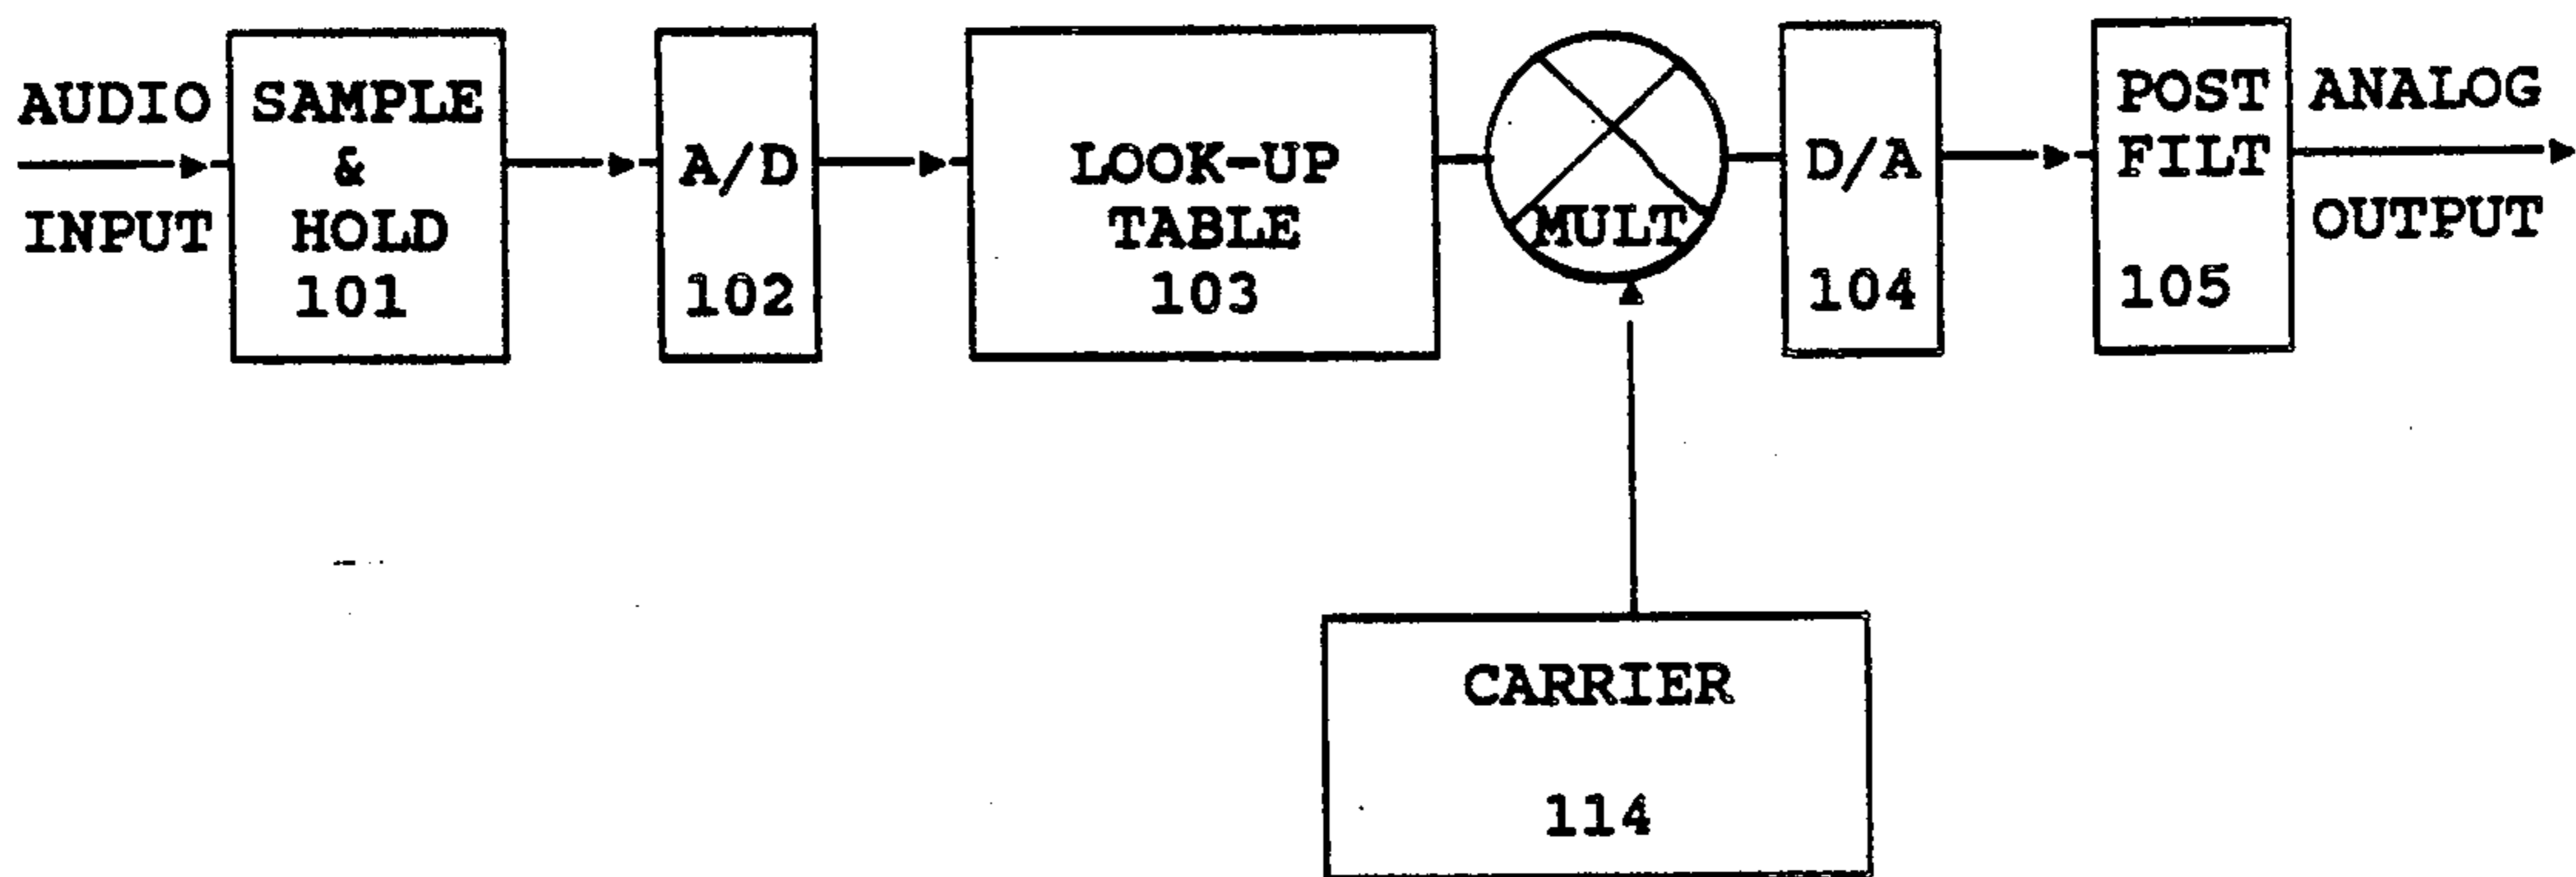 AUDIO
INPUT
SAMPLE
&
HOLD
101
A/D
102
LOOK-UP
TABLE
103
MULT
D/A
104
POST
FILT
105
ANALOG
OUTPUT
CARRIER
114